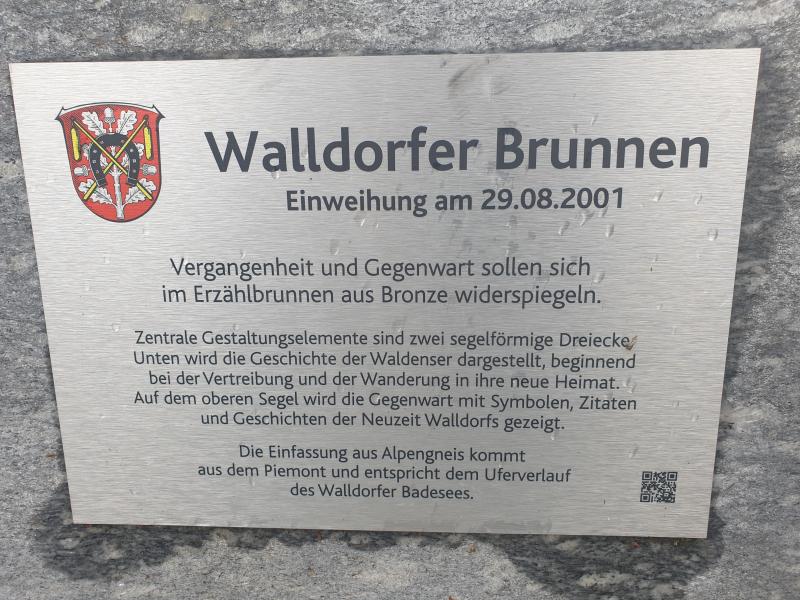 Walldorfer Brunnen
Einweihung am 29.08.2001
Vergangenheit und Gegenwart sollen sich
im Erzählbrunnen aus Bronze widerspiegeln.
Zentrale Gestaltungselemente sind zwei segelförmige Dreiecke.
Unten wird die Geschichte der Waldenser dargestellt, beginnend
bei der Vertreibung und der Wanderung in ihre neue Heimat.
Auf dem oberen Segel wird die Gegenwart mit Symbolen, Zitaten
und Geschichten der Neuzeit Walldorfs gezeigt.
Die Einfassung aus Alpengneis kommt
aus dem Piemont und entspricht dem Uferverlauf
des Walldorfer Badesees.